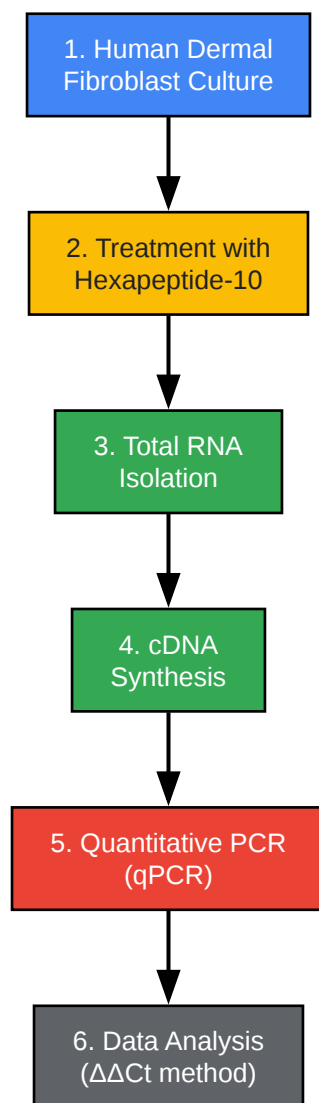 1. Human Dermal
Fibroblast Culture
2. Treatment with
Hexapeptide-10
3. Total RNA
Isolation
4. cDNA
Synthesis
5. Quantitative PCR
(qPCR)
6. Data Analysis
(ΔΔCt method)